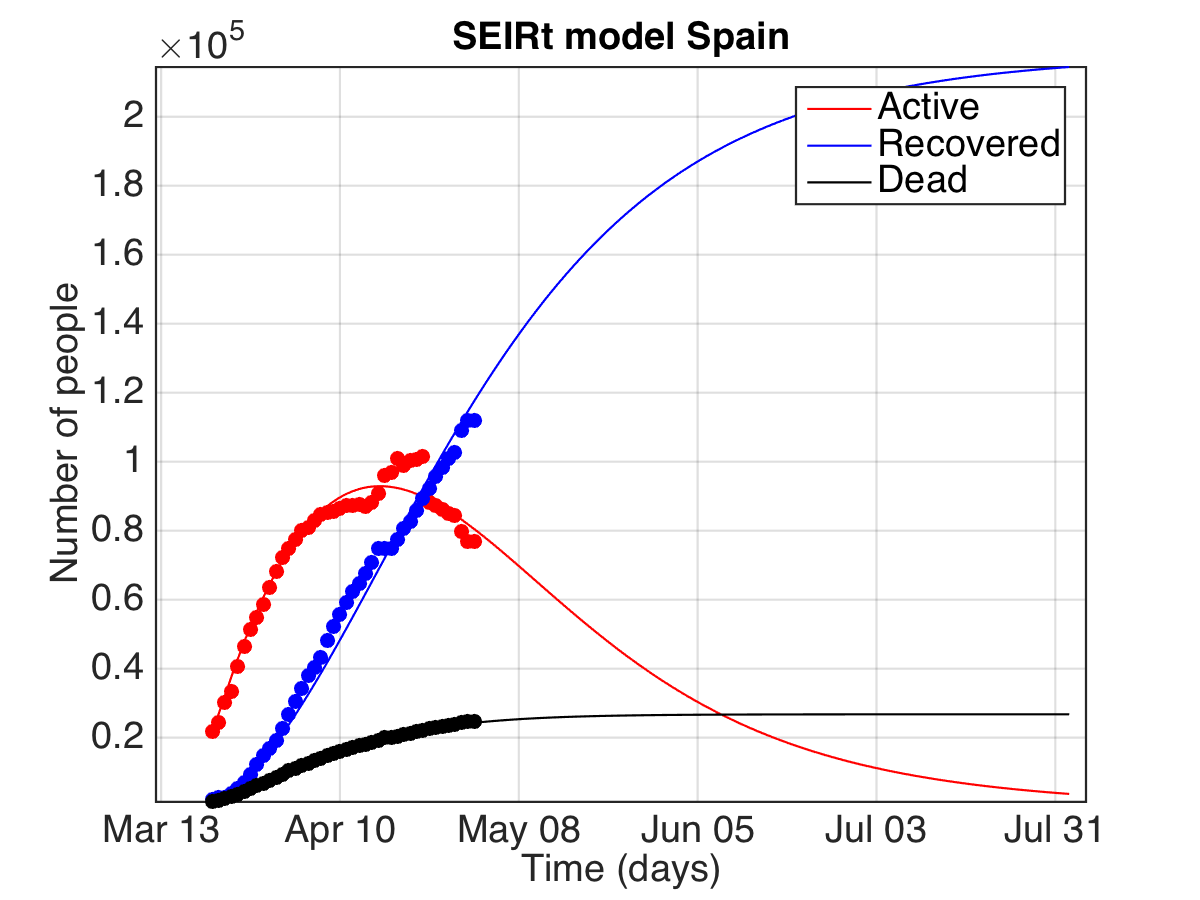 SEIRt model Spain
×10⁵
2
1.8
1.6
1.4
1.2
1
0.8
0.6
0.4
0.2
Number of people
Active
Recovered
Dead
Mar 13 Apr 10 May 08 Jun 05 Jul 03 Jul 31
Time (days)